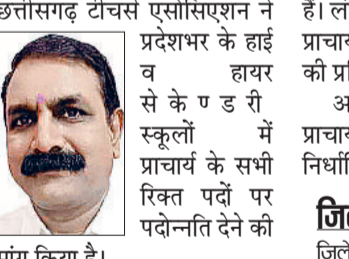 छत्तीसगढ़ टीचर्स एसोसिएशन ने
प्रदेशभर के हाई
व हायर
सेकेण्डरी
स्कूलों में
प्राचार्य के सभी
रिक्त पदों पर
पदोन्नति देने की
मांग किया है।
हैं।
प्राचार
की प्र
अ
प्राचार
निर्धारि
जि
जिले